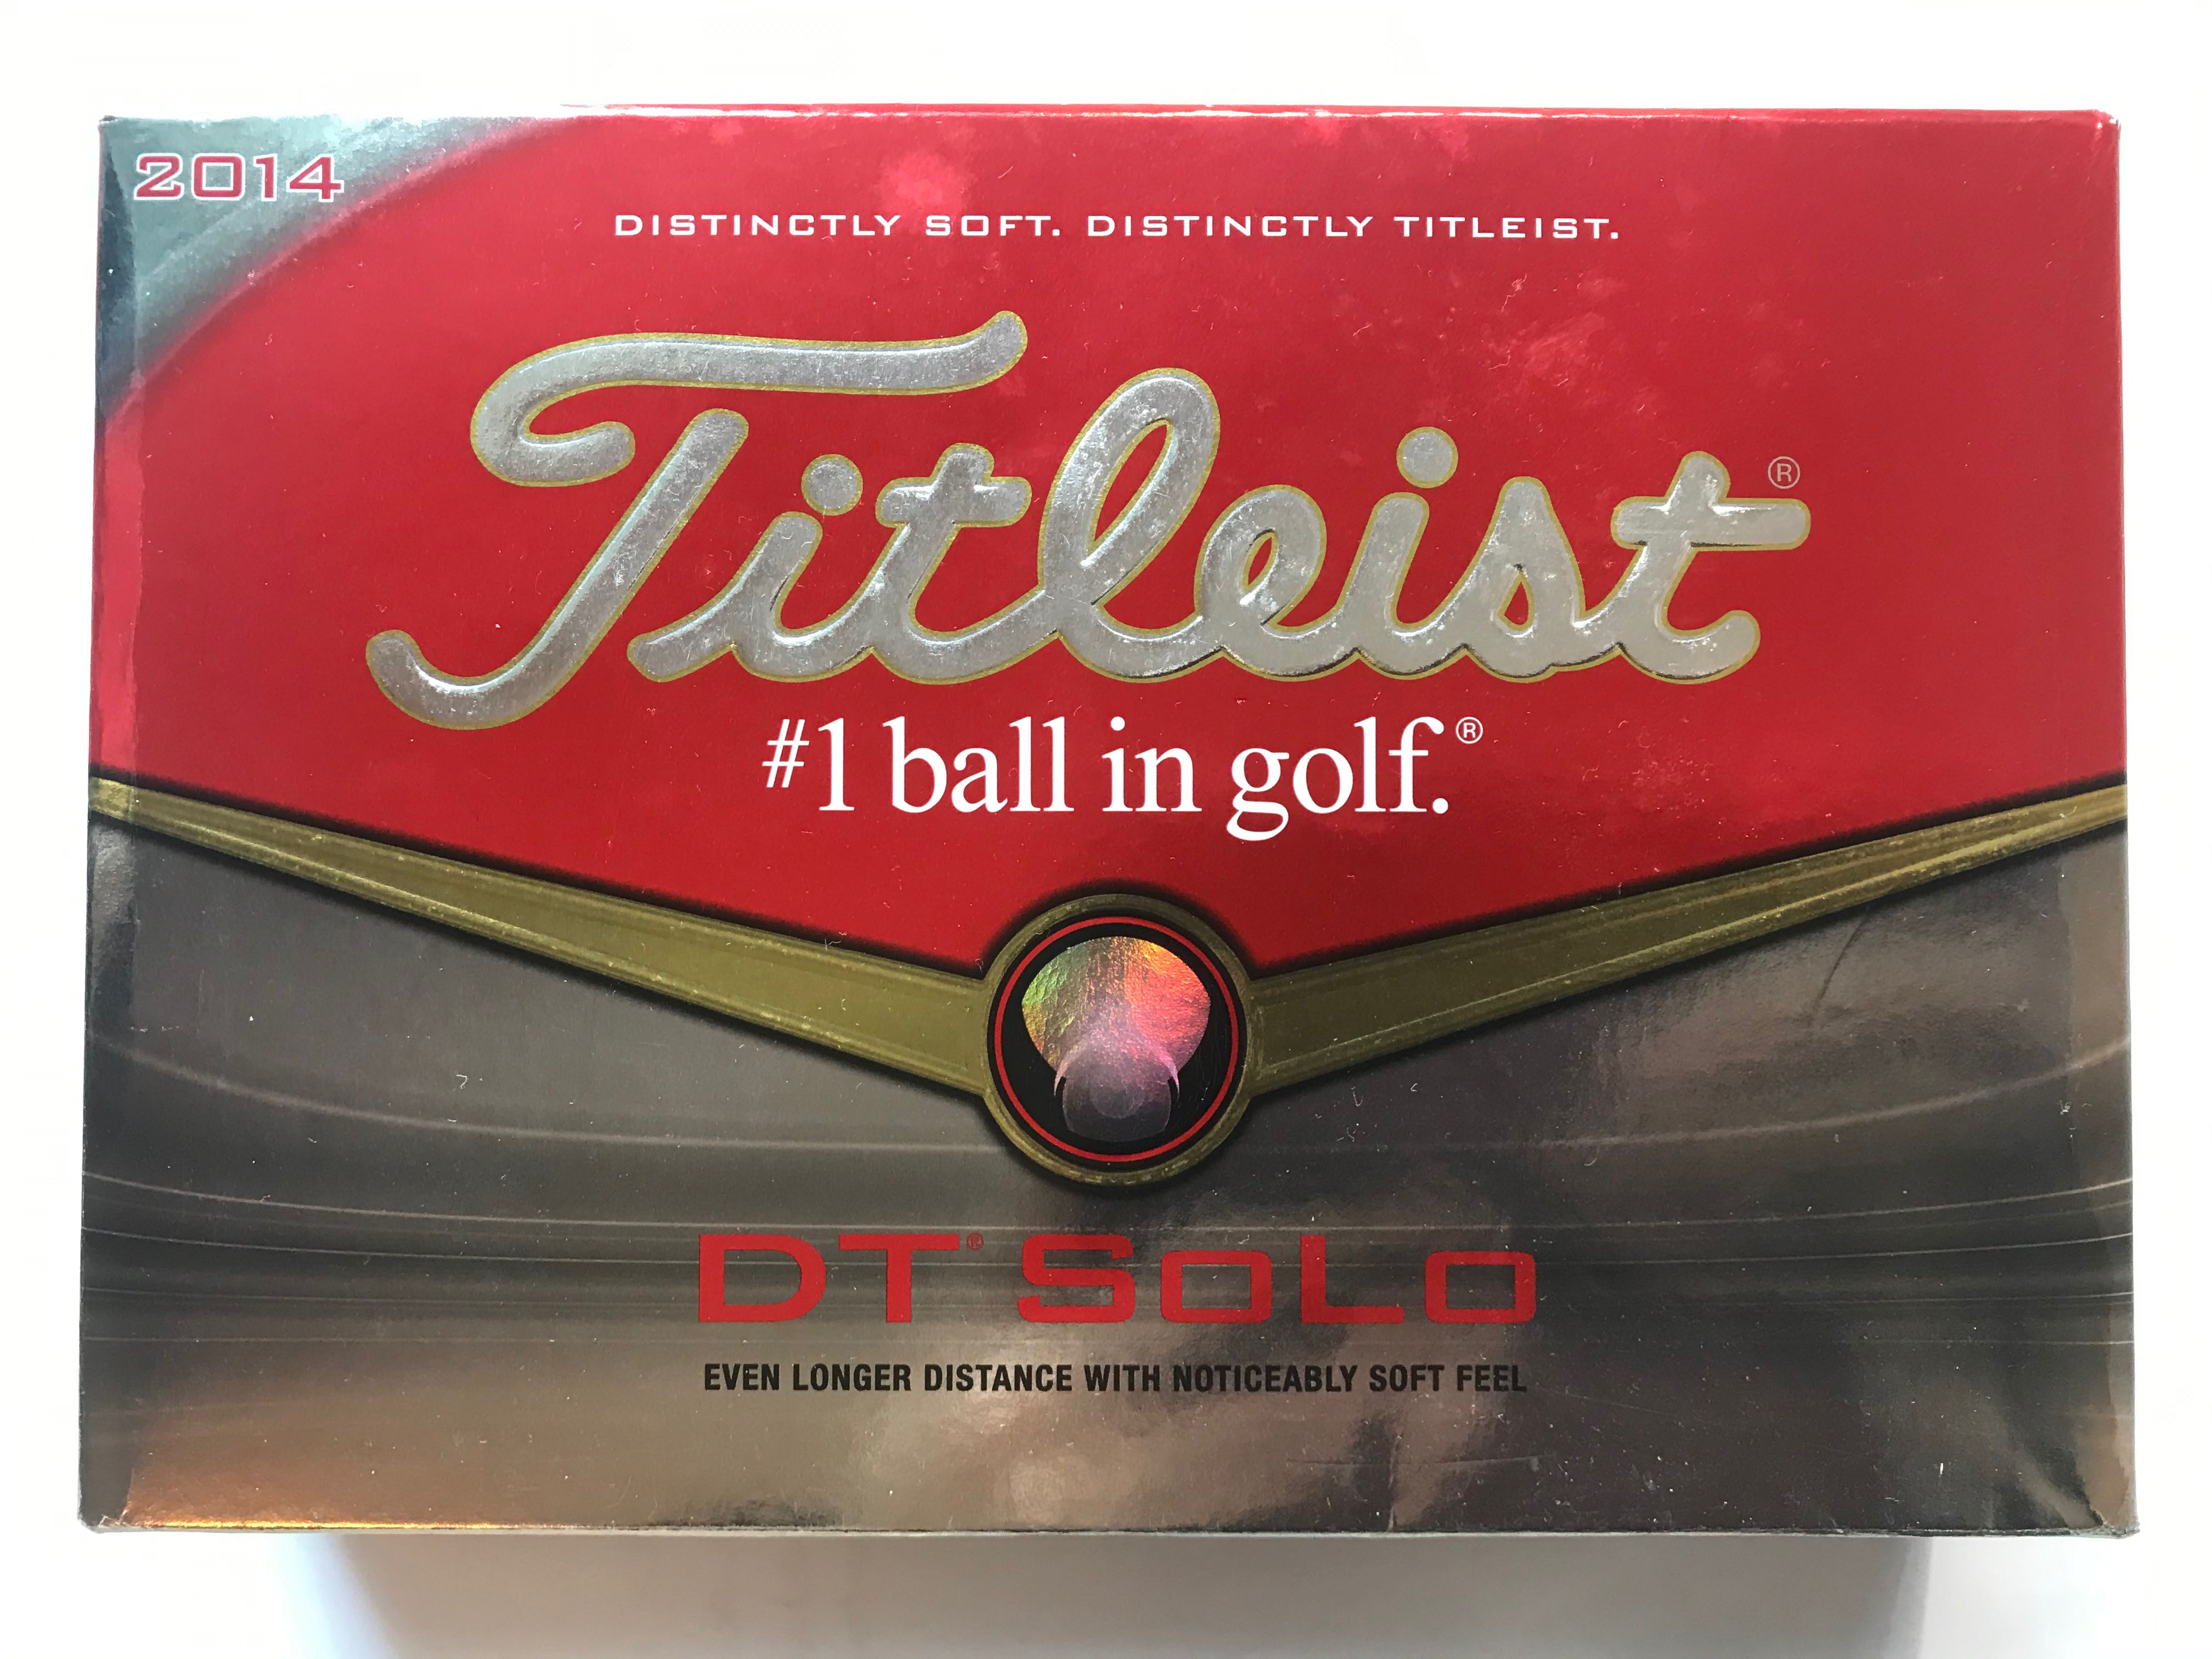 2014
DISTINCTLY SOFT. DISTINCTLY TITLEIST.
Titleist®
#1 ball in golf.®
DT® SoLo
EVEN LONGER DISTANCE WITH NOTICEABLY SOFT FEEL